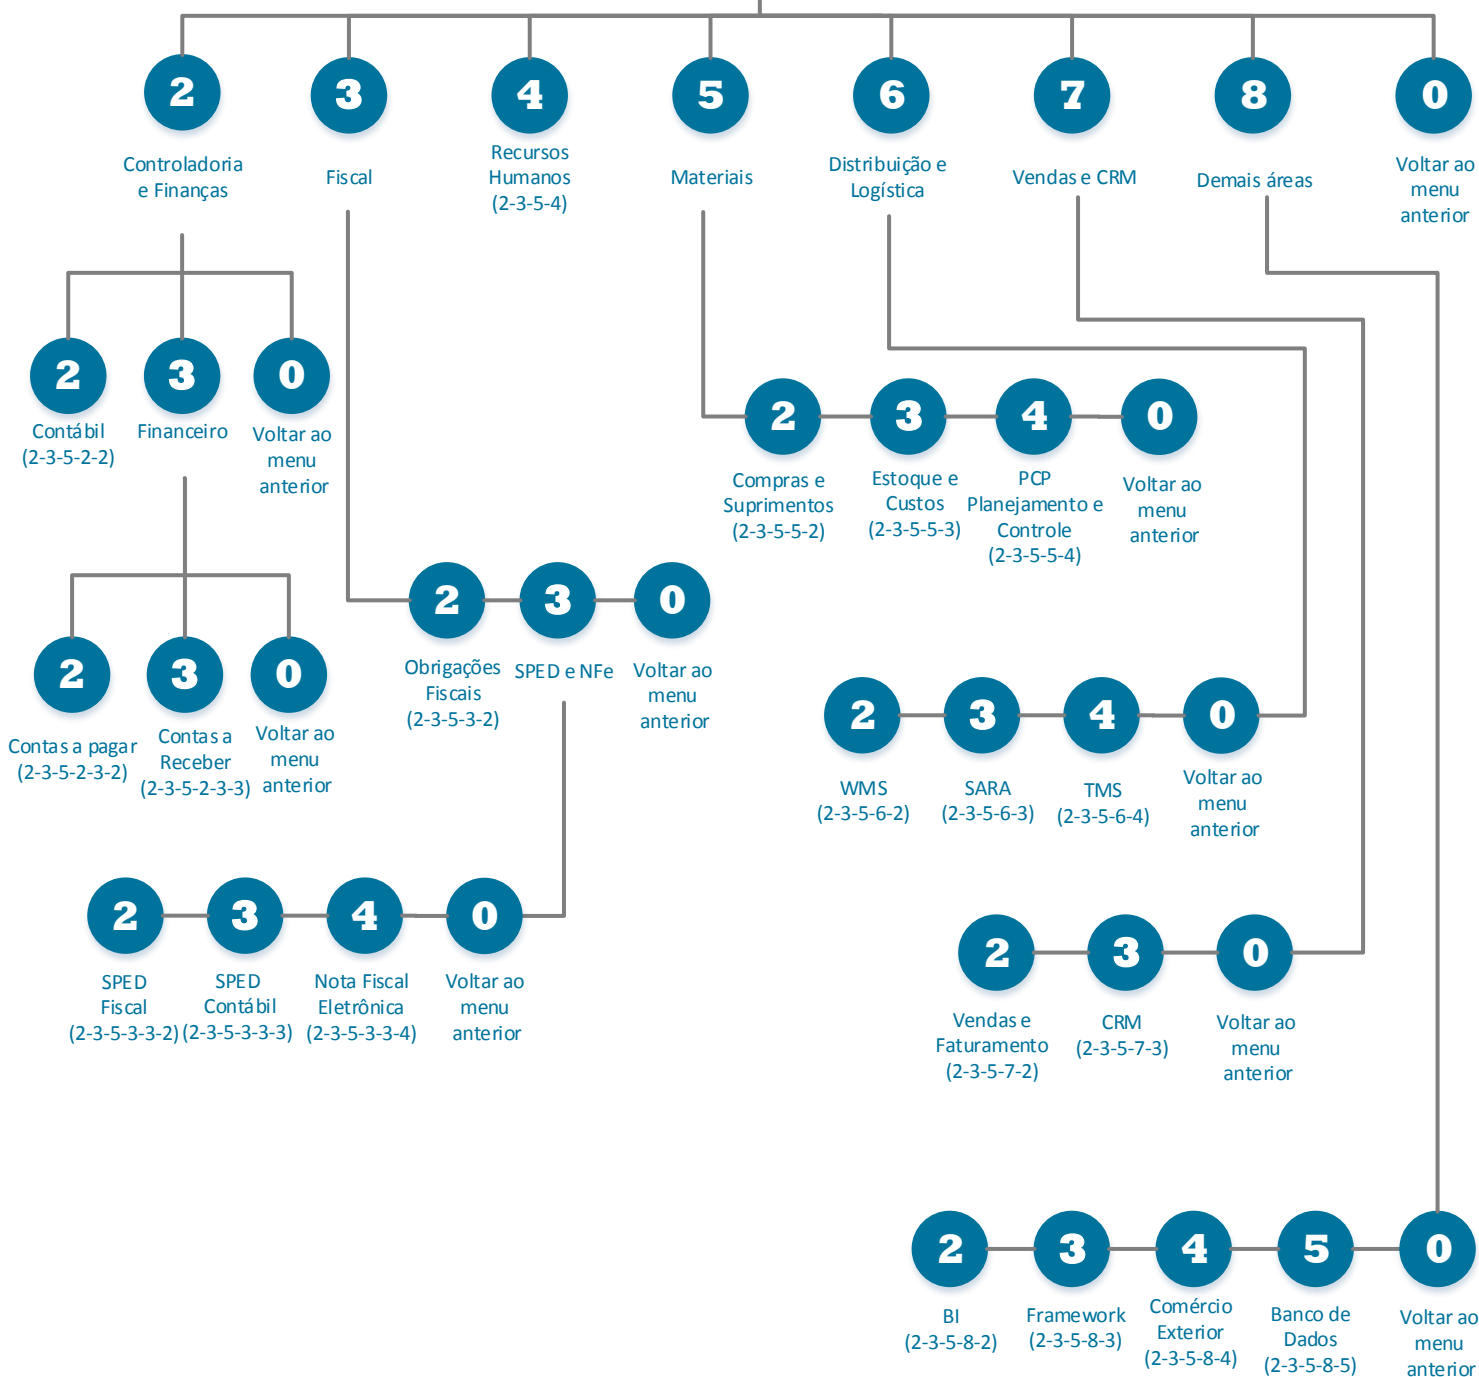 2
3
4
5
6
7
8
0
Controladoria
e Finanças
Fiscal
Recursos
Humanos
(2-3-5-4)
Materiais
Distribuição e
Logística
Vendas e CRM
Demais áreas
Voltar ao
menu
anterior
2
3
0
Contábil
(2-3-5-2-2)
Financeiro
Voltar ao
menu
anterior
2
3
4
0
Compras e
Suprimentos
(2-3-5-5-2)
Estoque e
Custos
(2-3-5-5-3)
PCP
Planejamento e
Controle
(2-3-5-5-4)
Voltar ao
menu
anterior
2
3
0
Obrigações
Fiscais
(2-3-5-3-2)
SPED e NFe
Voltar ao
menu
anterior
2
3
0
Contas a pagar
(2-3-5-2-3-2)
Contas a
Receber
(2-3-5-2-3-3)
Voltar ao
menu
anterior
2
3
4
0
WMS
(2-3-5-6-2)
SARA
(2-3-5-6-3)
TMS
(2-3-5-6-4)
Voltar ao
menu
anterior
2
3
4
0
SPED
Fiscal
(2-3-5-3-3-2)
SPED
Contábil
(2-3-5-3-3-3)
Nota Fiscal
Eletrônica
(2-3-5-3-3-4)
Voltar ao
menu
anterior
2
3
0
Vendas e
Faturamento
(2-3-5-7-2)
CRM
(2-3-5-7-3)
Voltar ao
menu
anterior
2
3
4
5
0
BI
(2-3-5-8-2)
Framework
(2-3-5-8-3)
Comércio
Exterior
(2-3-5-8-4)
Banco de
Dados
(2-3-5-8-5)
Voltar ao
menu
anterior